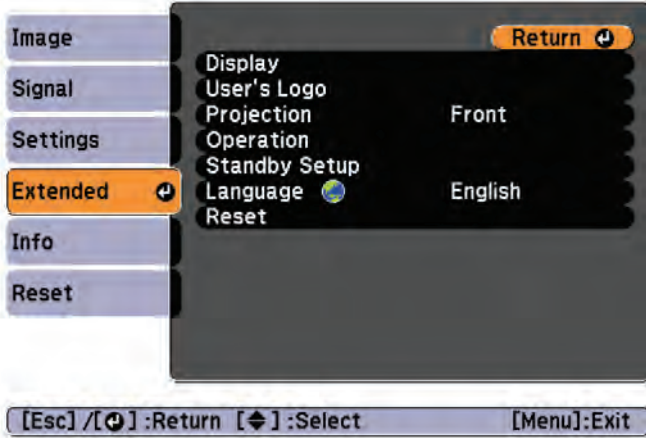 Image
Signal
Settings
Extended
Info
Reset
Return
Display
User's Logo
Projection Front
Operation
Standby Setup
Language English
Reset
[Esc] /[ ] :Return [ ] :Select [Menu]:Exit